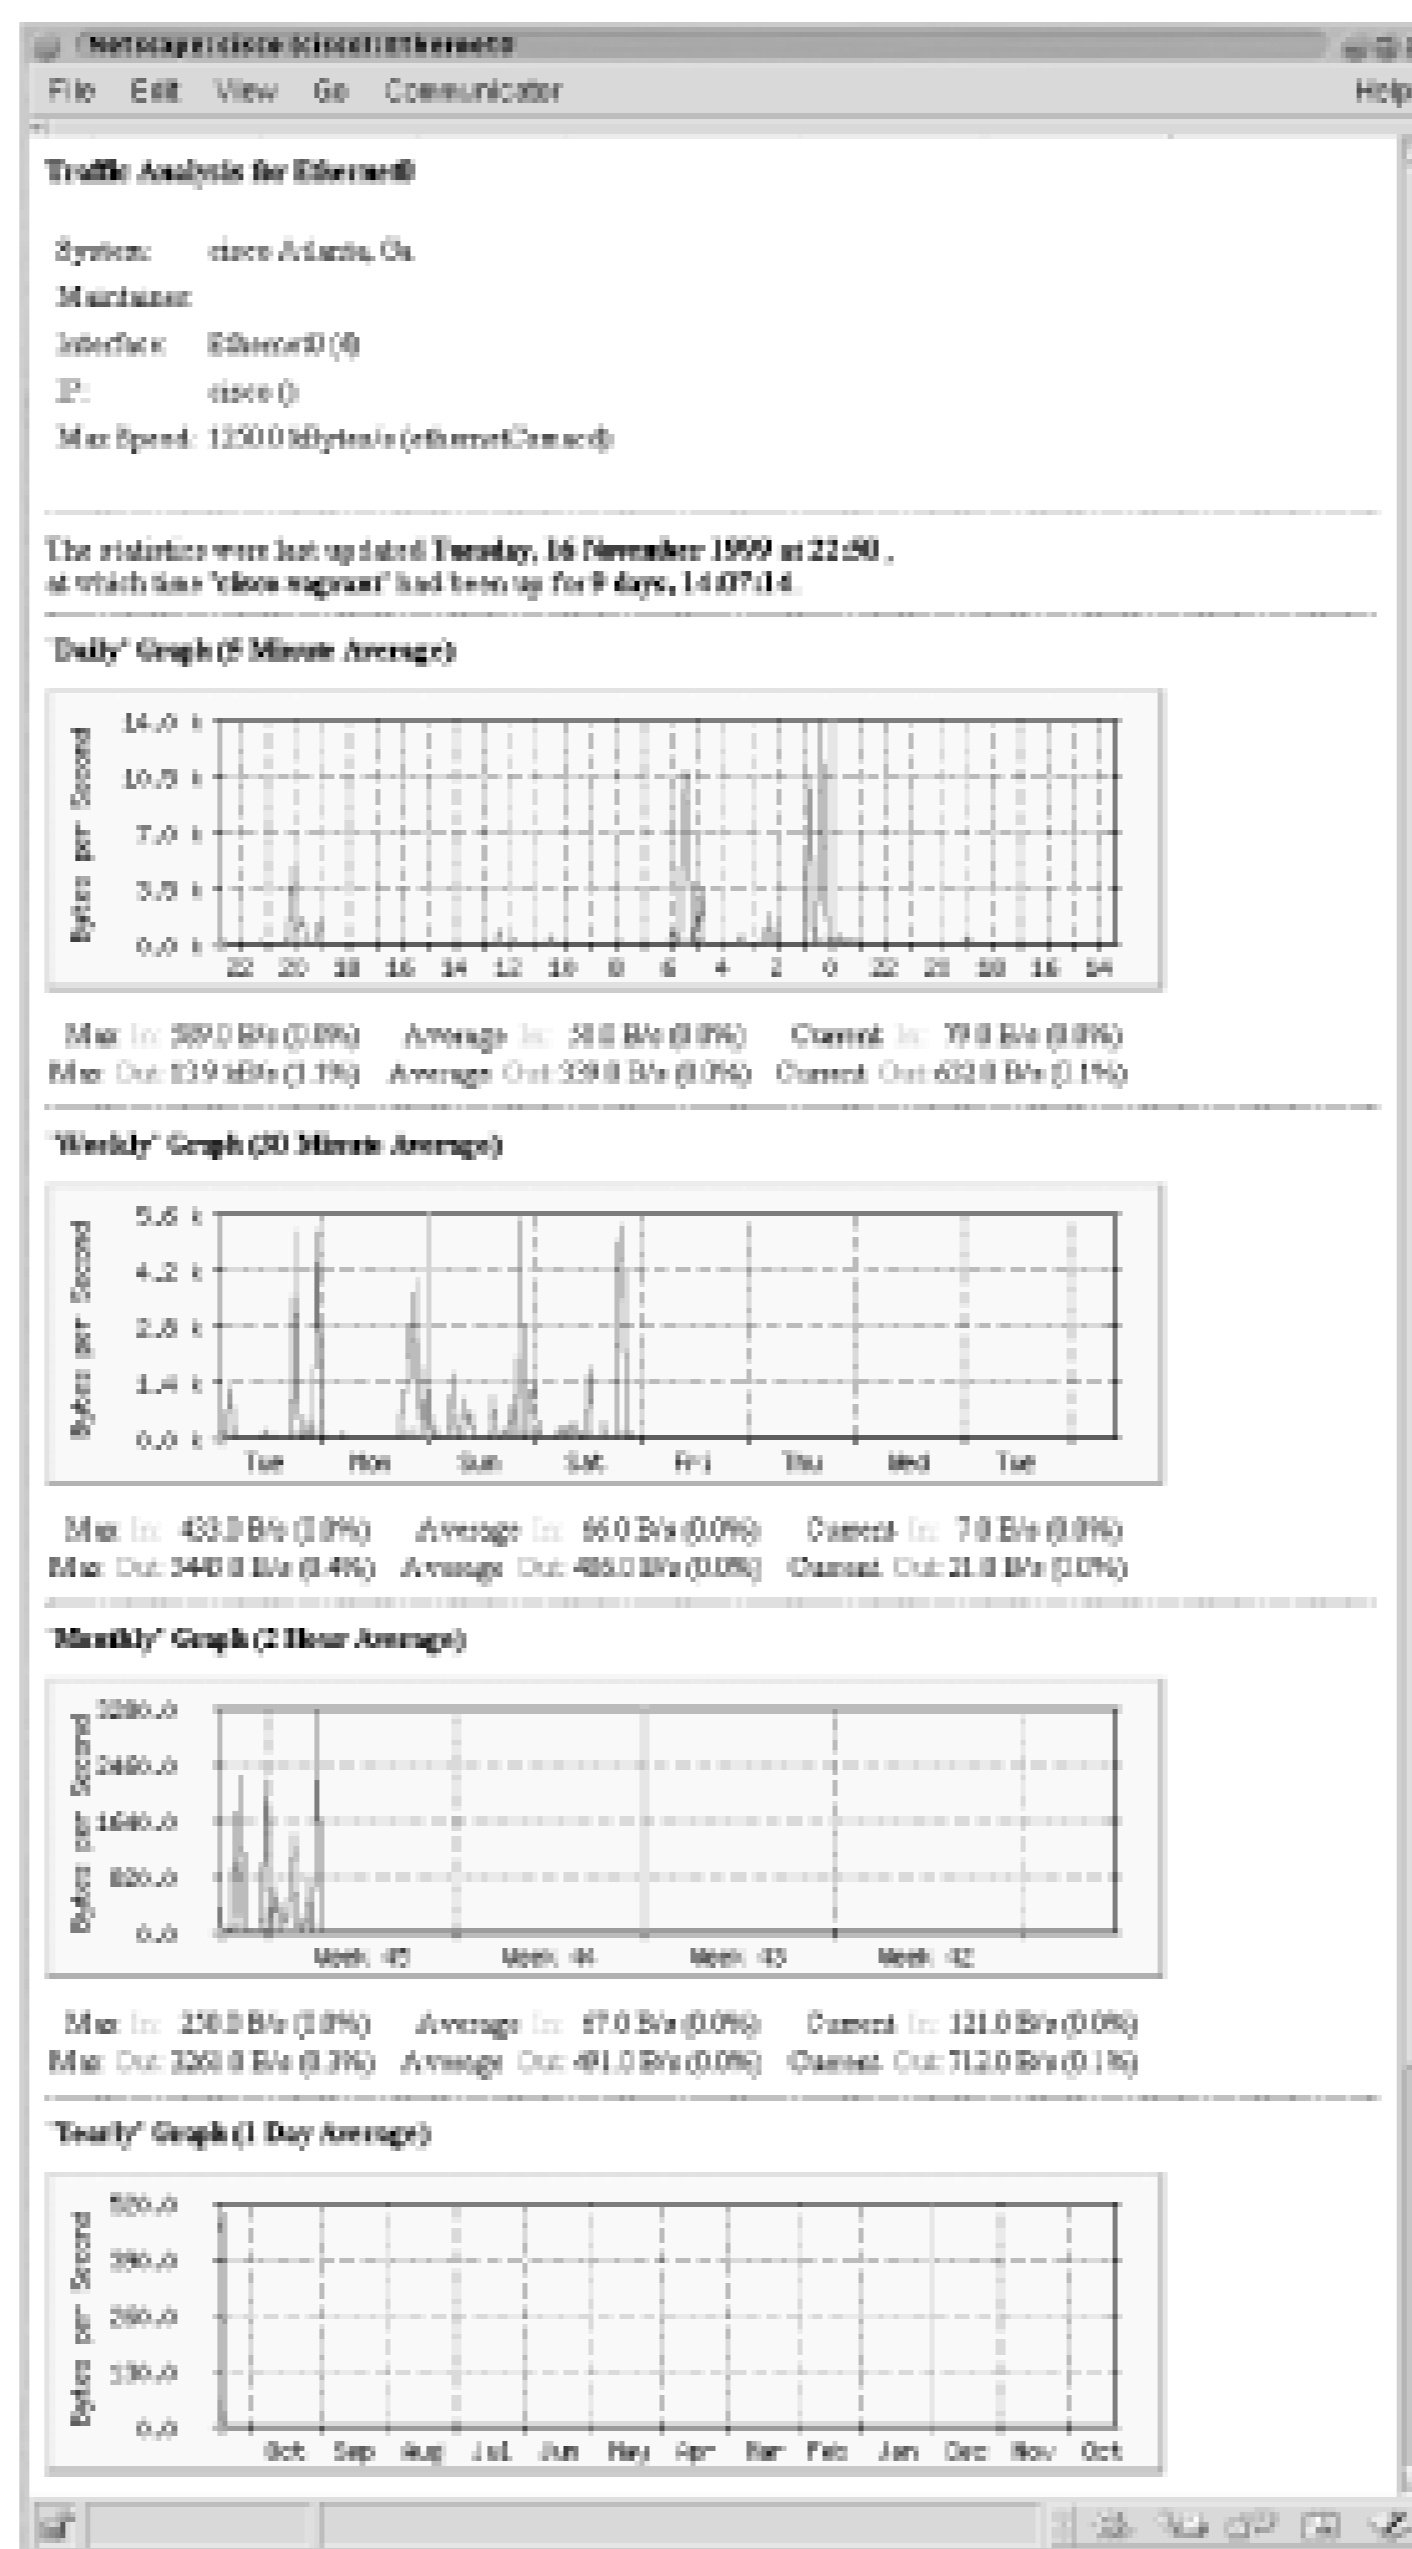 Netscape: cisco (cisco): Ethernet0
File Edit View Go Communicator Help
Traffic Analysis for Ethernet0
System: cisco Atlanta, Ga
Maintainer:
Interface: Ethernet0 (4)
IP: cisco ()
Max Speed: 1250.0 kBytes/s (ethernetCsmacd)
The statistics were last updated Tuesday, 16 November 1999 at 22:50 ,
at which time 'cisco vagrant' had been up for 9 days, 14:07:14.
'Daily' Graph (5 Minute Average)
Bytes per Second
14.0 k
10.5 k
7.0 k
3.5 k
0.0 k
22 20 18 16 14 12 10 8 6 4 2 0 22 20 18 16 14
Max In: 589.0 B/s (0.0%) Average In: B/s (0.0%) Current In: 79.0 B/s (0.0%)
Max Out: 13.9 kB/s (1.1%) Average Out: 339.0 B/s (0.0%) Current Out: 632.0 B/s (0.1%)
'Weekly' Graph (30 Minute Average)
Bytes per Second
5.6 k
4.2 k
2.8 k
1.4 k
0.0 k
Tue Mon Sun Sat Fri Thu Wed Tue
Max In: 433.0 B/s (0.0%) Average In: 66.0 B/s (0.0%) Current In: 7.0 B/s (0.0%)
Max Out: B/s (0.4%) Average Out: 486.0 B/s (0.0%) Current Out: 21.0 B/s (0.0%)
'Monthly' Graph (2 Hour Average)
Bytes per Second
3280.0
2460.0
1640.0
820.0
0.0
Week 45 Week 44 Week 43 Week 42
Max In: B/s (0.0%) Average In: 67.0 B/s (0.0%) Current In: 121.0 B/s (0.0%)
Max Out: B/s (0.3%) Average Out: 491.0 B/s (0.0%) Current Out: 712.0 B/s (0.1%)
'Yearly' Graph (1 Day Average)
Bytes per Second
520.0
390.0
260.0
130.0
0.0
Oct Sep Aug Jul Jun May Apr Mar Feb Jan Dec Nov Oct